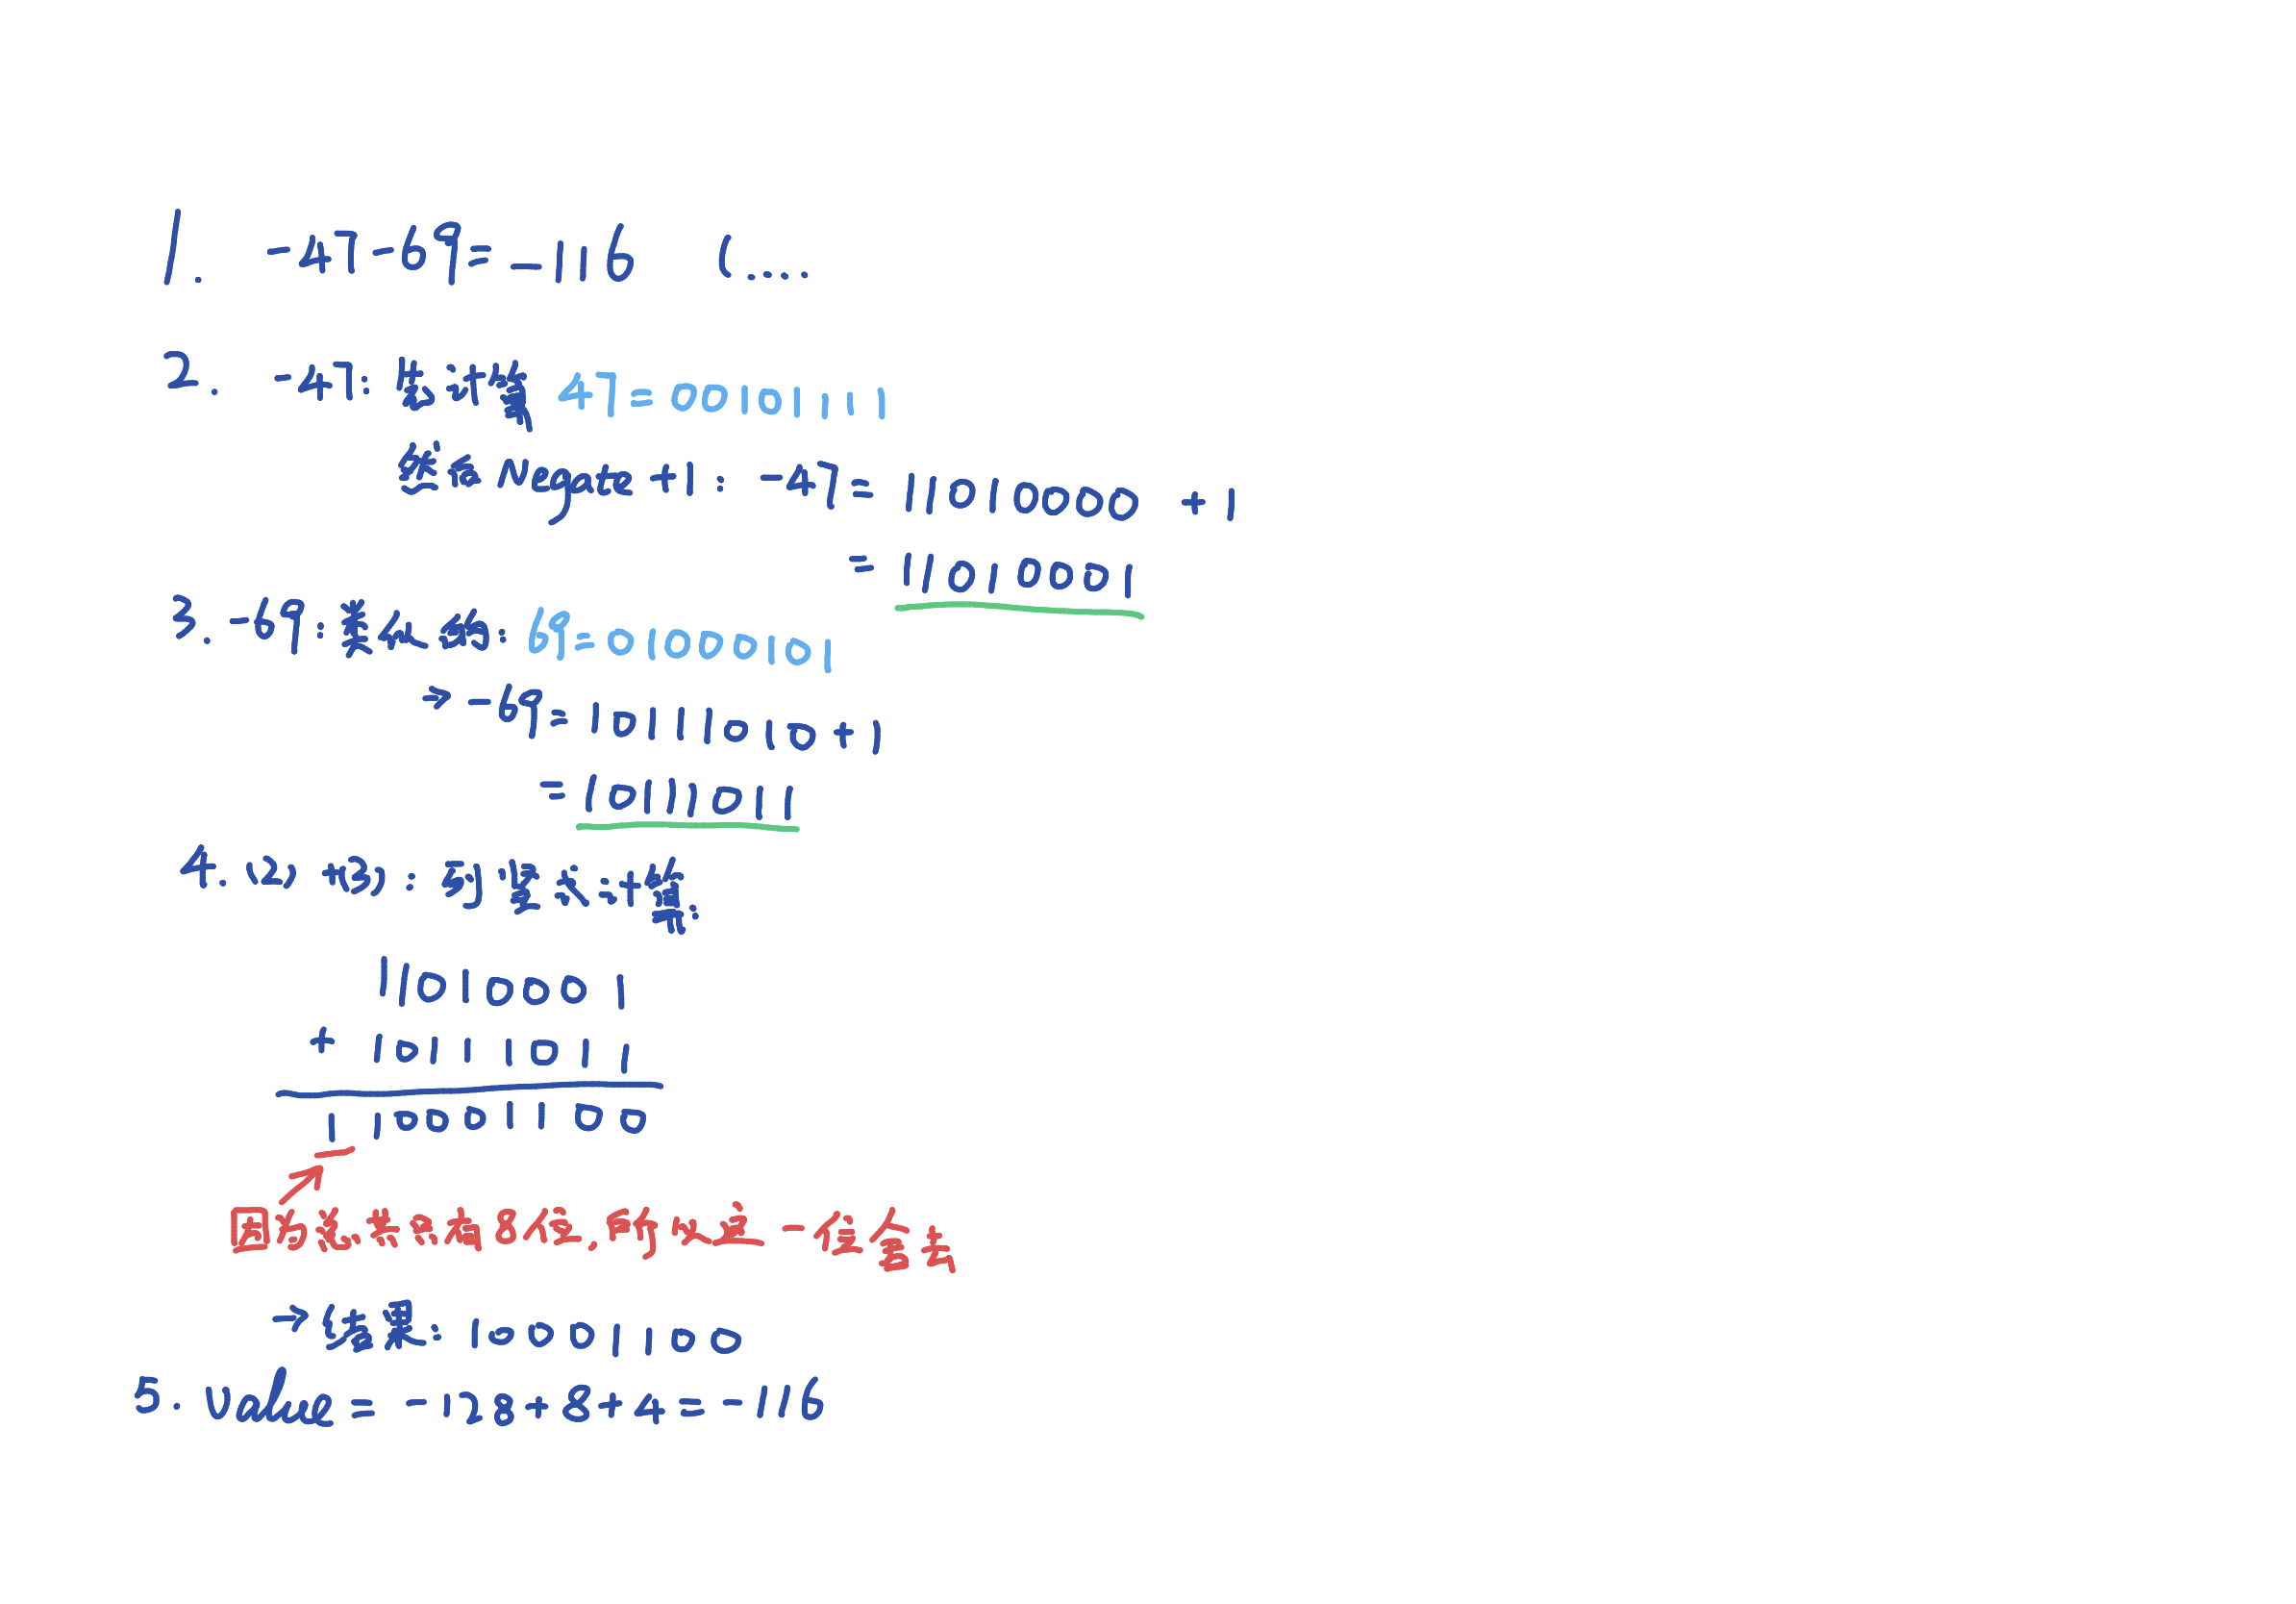 1. -47-69=-116 (....
2. -47: 先计算 47=00101111
然后 Negate+1: -47= 11010000 +1
= 11010001
3. -69: 类似的: 69=01000101
→ -69=10111010+1
=10111011
4. (2) +(3): 列竖式计算:
11010001
+ 10111011
1 10001100
因为总共只有8位,所以这一位舍去
→结果: 10001100
5. Value= -128+8+4=-116